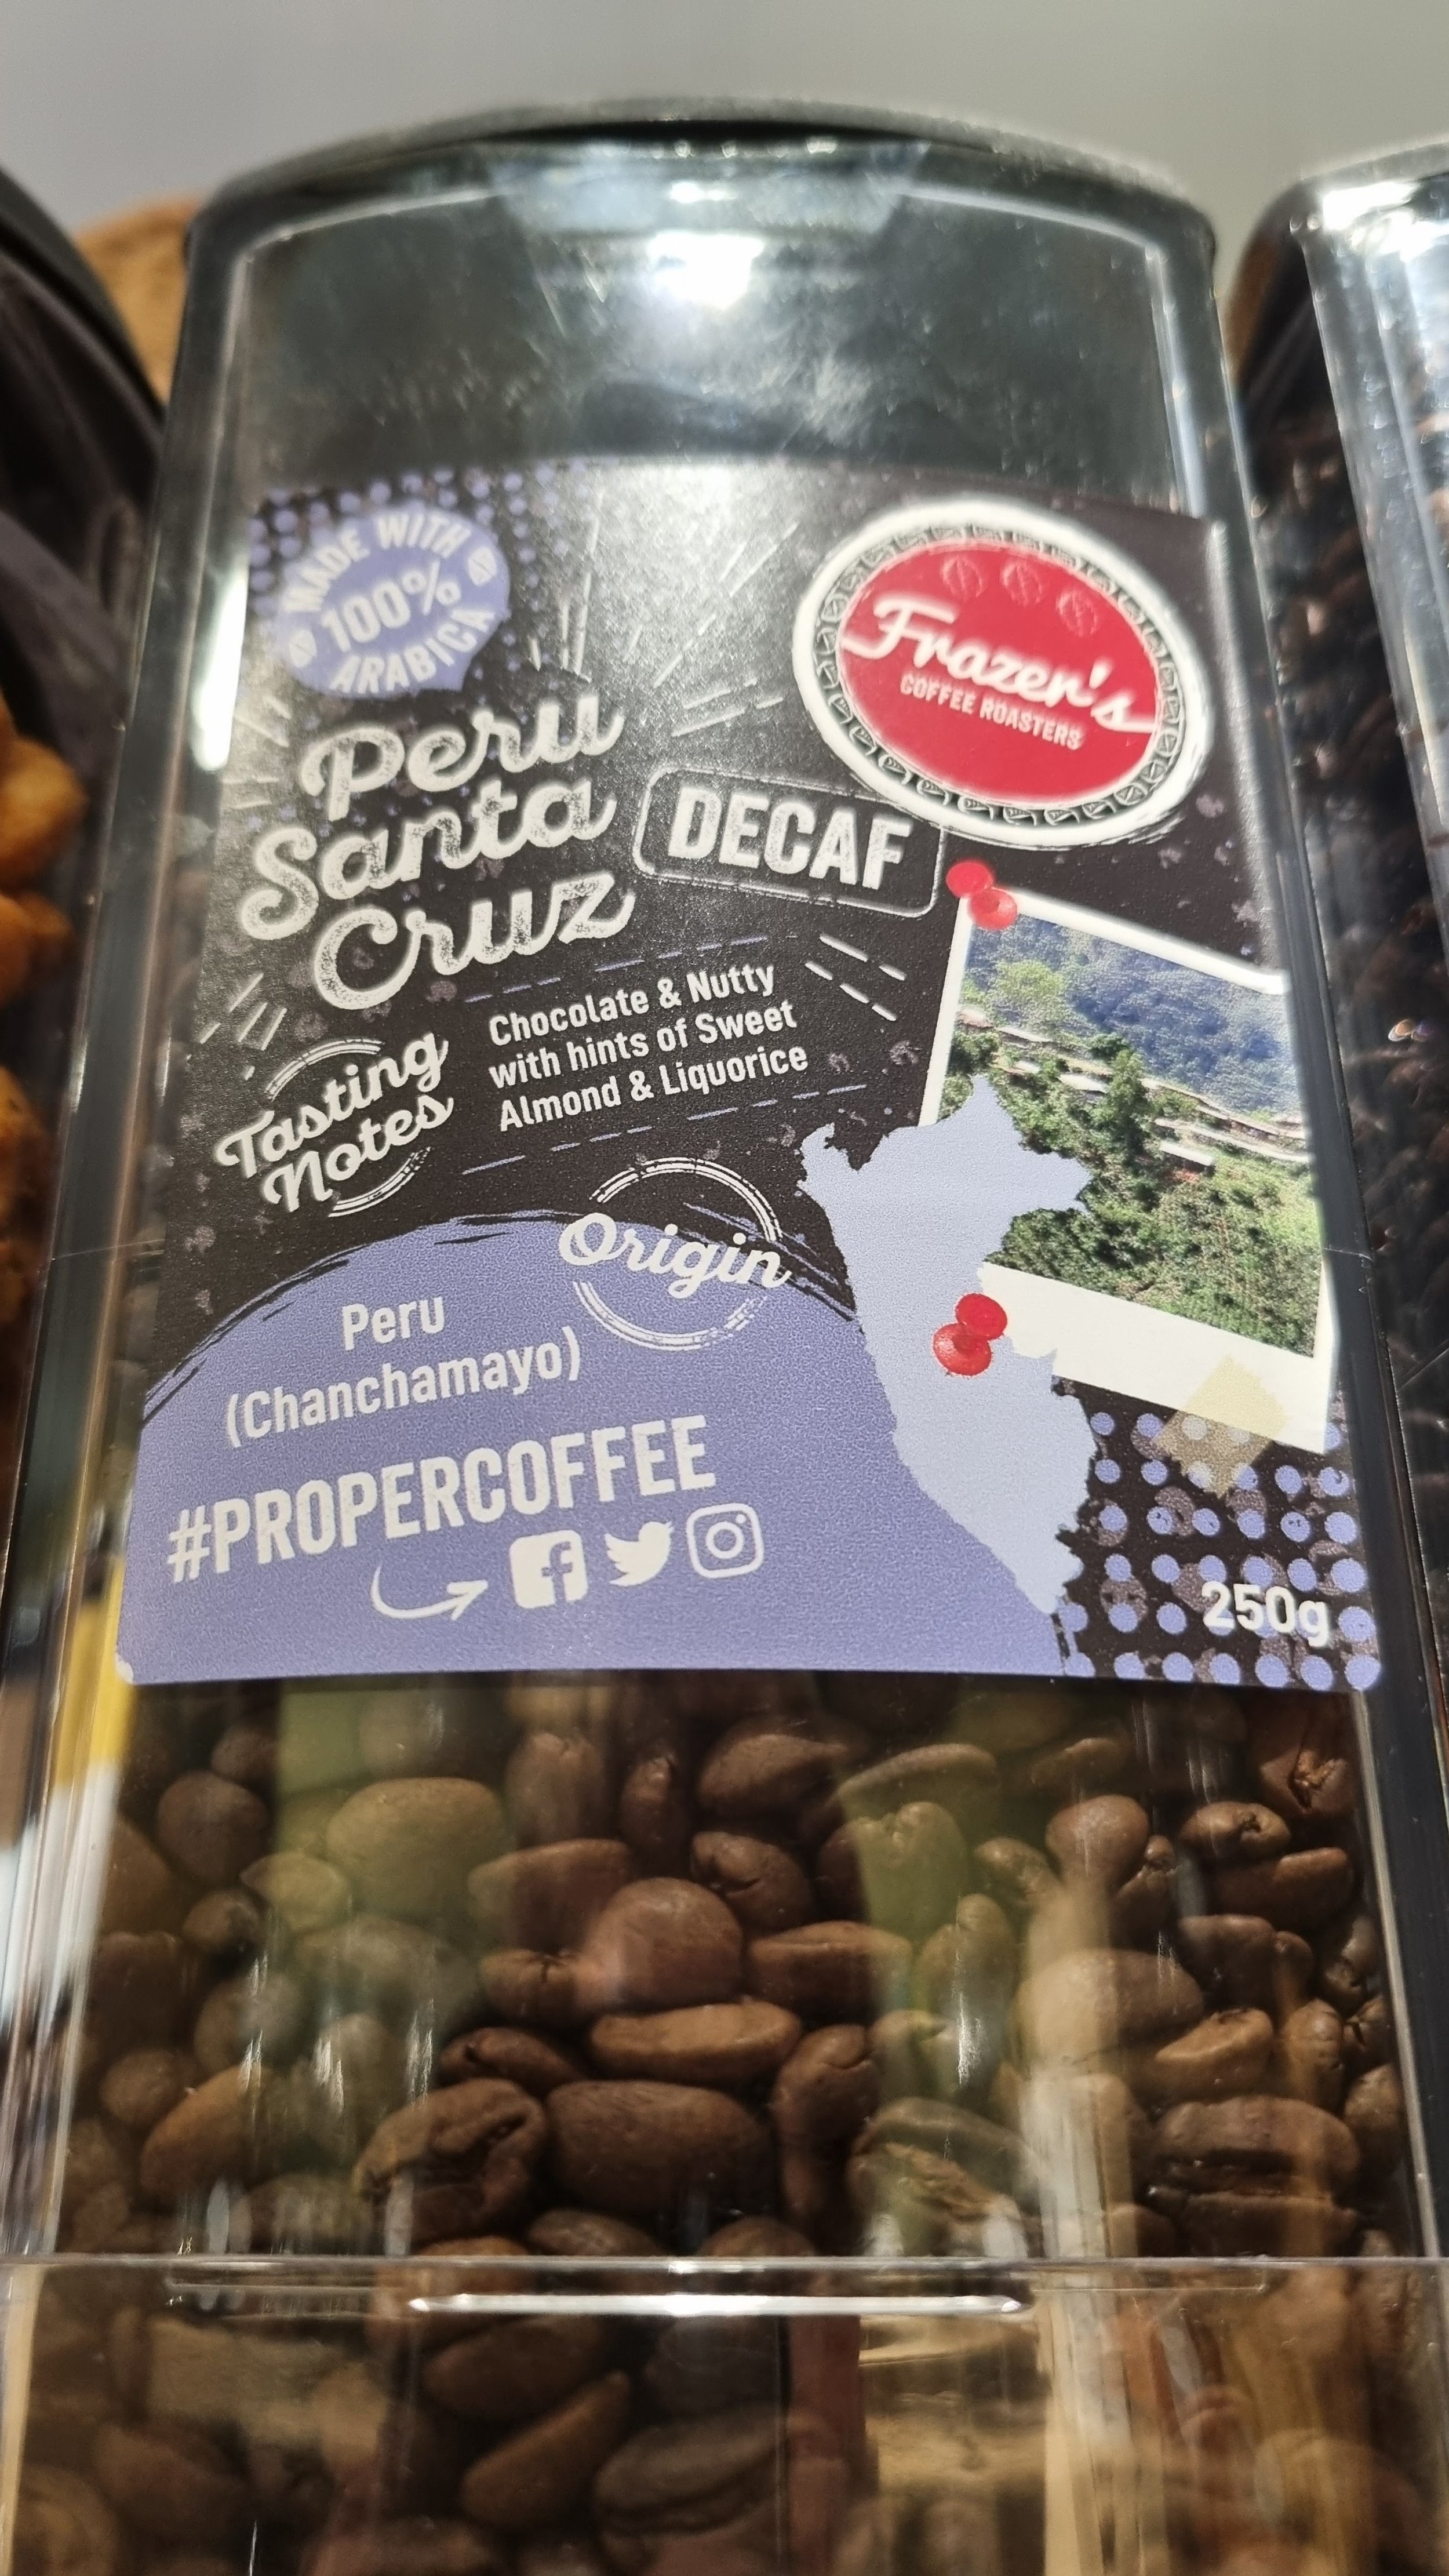 MADE WITH
100%
ARABICA
Frazer's
COFFEE ROASTERS
Peru
Santa
Cruz
DECAF
Tasting
Notes
Chocolate & Nutty
with hints of Sweet
Almond & Liquorice
Origin
Peru
(Chanchamayo)
#PROPERCOFFEE
250g